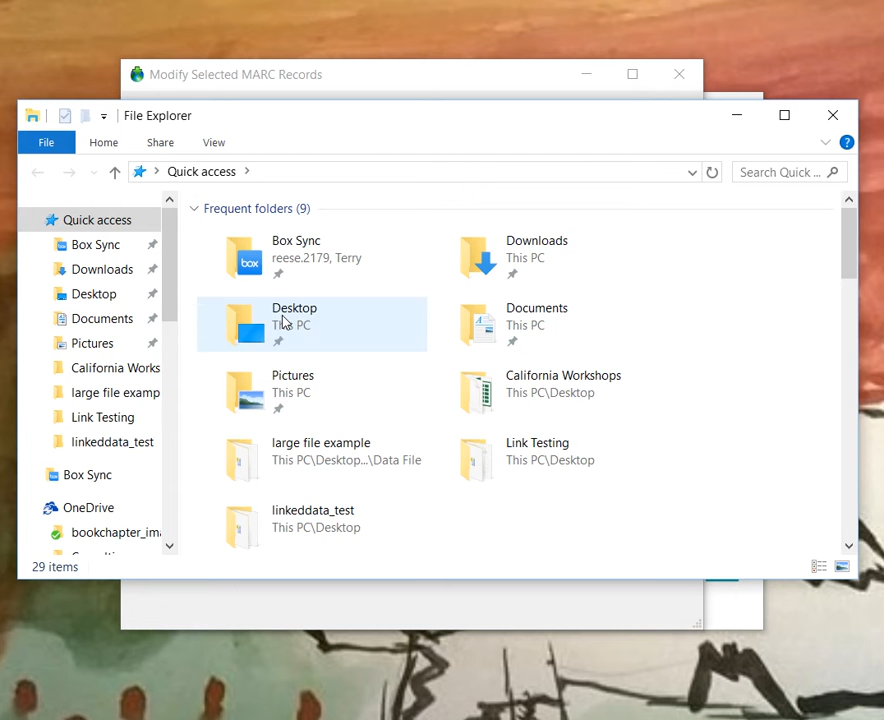 Modify Selected MARC Records
File Explorer
File Home Share View
Quick access
Search Quick ...
Quick access
Box Sync
Downloads
Desktop
Documents
Pictures
California Works
large file examp
Link Testing
linkeddata_test
Box Sync
OneDrive
bookchapter_ima
Frequent folders (9)
Box Sync
reese.2179, Terry
Downloads
This PC
Desktop
This PC
Documents
This PC
Pictures
This PC
California Workshops
This PC\Desktop
large file example
This PC\Desktop...\Data File
Link Testing
This PC\Desktop
linkeddata_test
This PC\Desktop
box
29 items